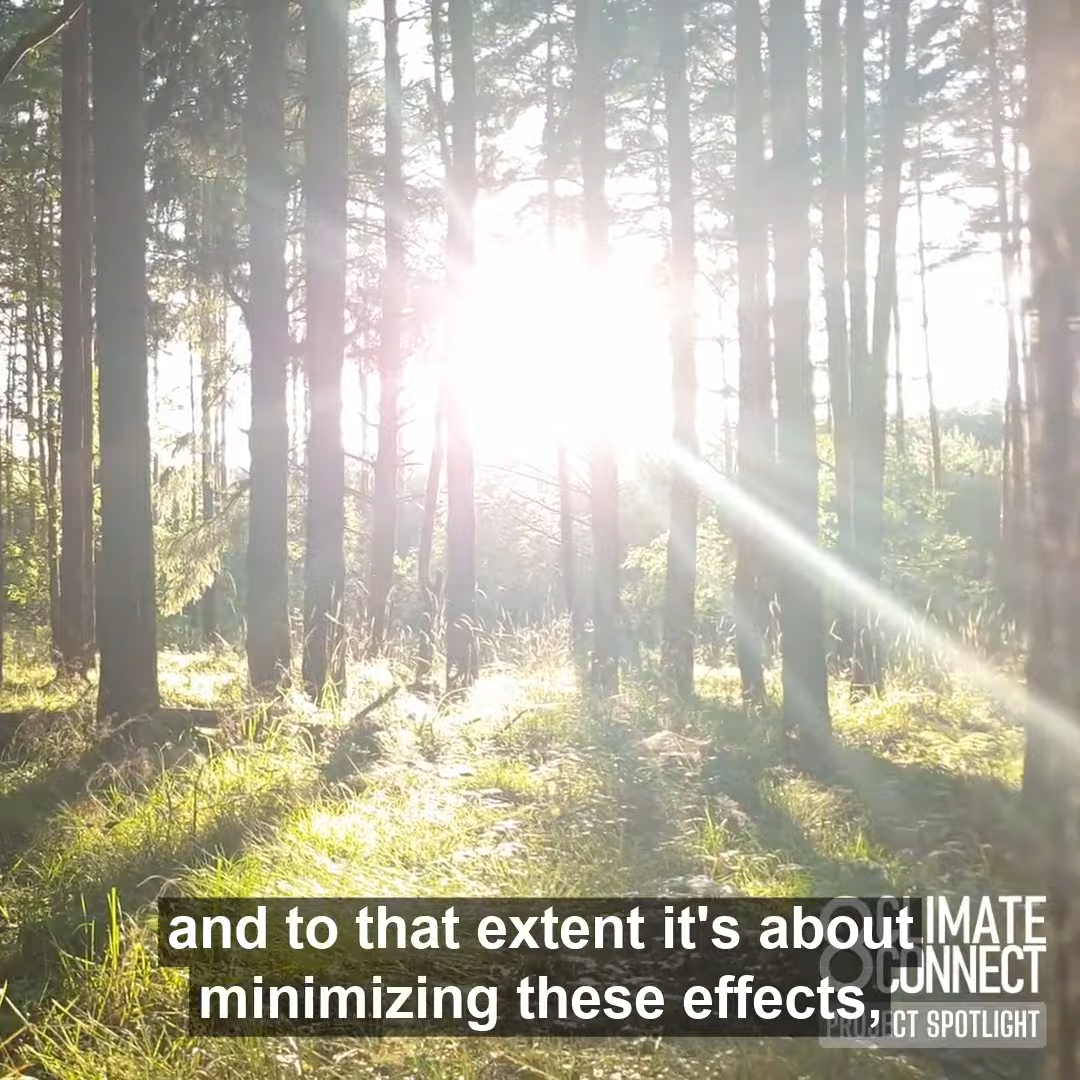 and to that extent it's about
minimizing these effects,
CLIMATE
CONNECT
PROJECT SPOTLIGHT